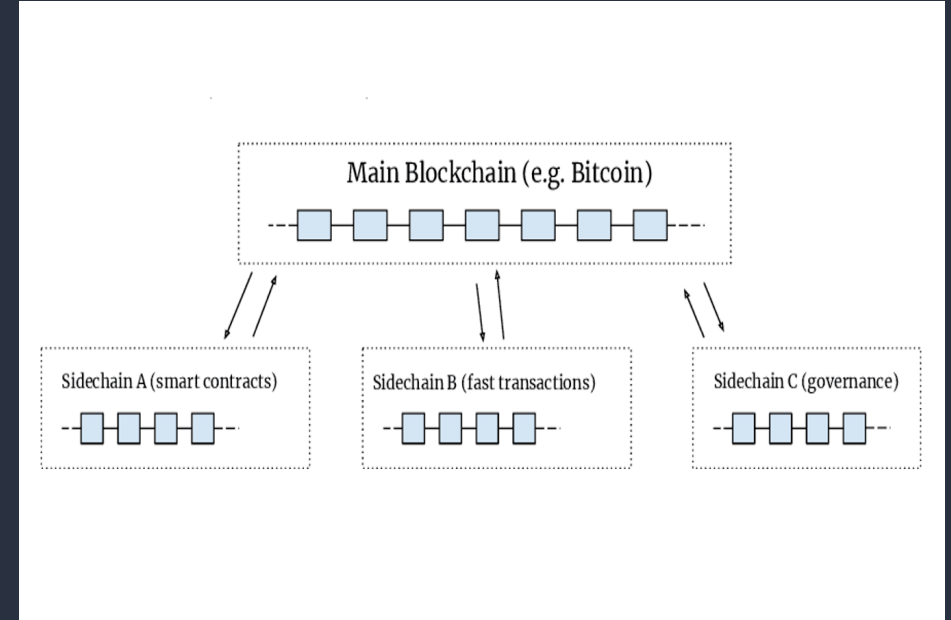 Main Blockchain (e.g. Bitcoin)
Sidechain A (smart contracts)
Sidechain B (fast transactions)
Sidechain C (governance)